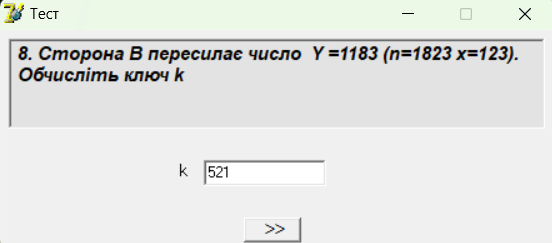 Тест
8. Сторона В пересилає число Y =1183 (n=1823 x=123).
Обчисліть ключ k
k 521
>>